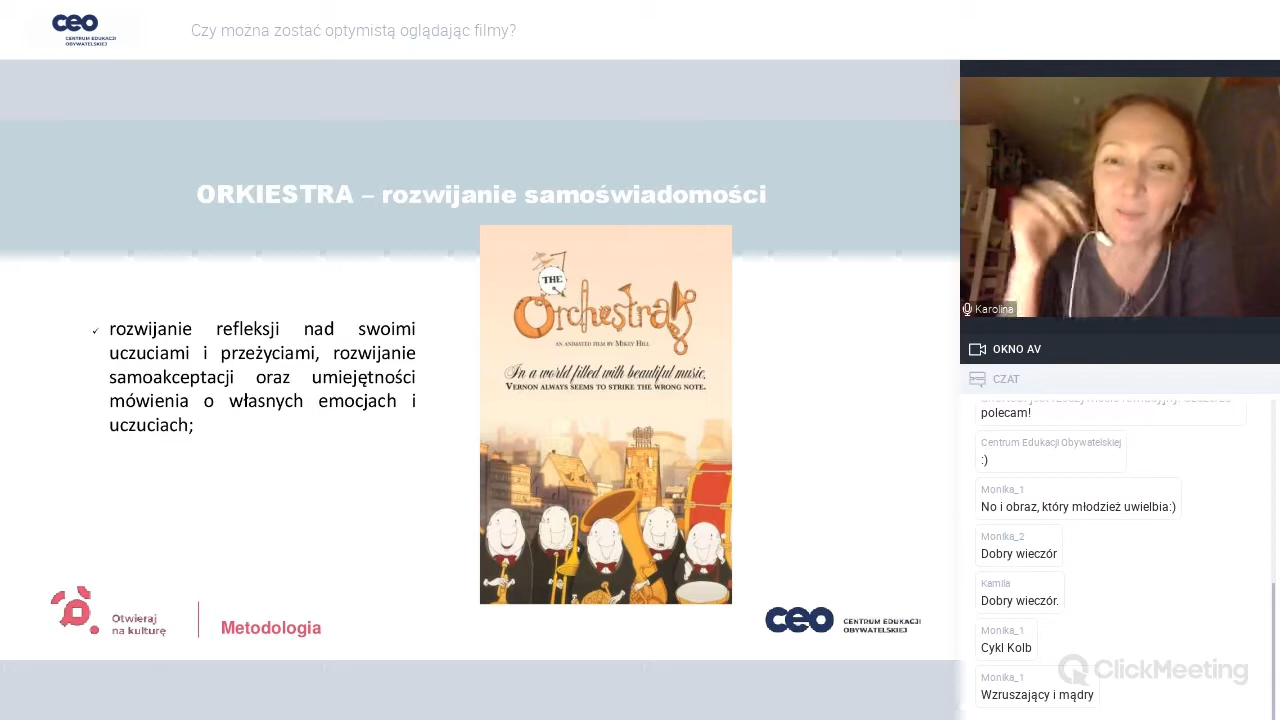 ceo
CENTRUM EDUKACJI
OBYWATELSKIEJ
Czy można zostać optymistą oglądając filmy?
ORKIESTRA – rozwijanie samoświadomości
✓ rozwijanie refleksji nad swoimi
uczuciami i przeżyciami, rozwijanie
samoakceptacji oraz umiejętności
mówienia o własnych emocjach i
uczuciach;
THE
Orchestra
AN ANIMATED FILM BY MIKEY HILL
In a world filled with beautiful music,
VERNON ALWAYS SEEMS TO STRIKE THE WRONG NOTE.
Otwieraj
na kulturę
Metodologia
ceo
CENTRUM EDUKACJI
OBYWATELSKIEJ
Karolina
OKNO AV
CZAT
polecam!
Centrum Edukacji Obywatelskiej
:)
Monika_1
No i obraz, który młodzież uwielbia:)
Monika_2
Dobry wieczór
Kamila
Dobry wieczór.
Monika_1
Cykl Kolb
Monika_1
Wzruszający i mądry
ClickMeeting